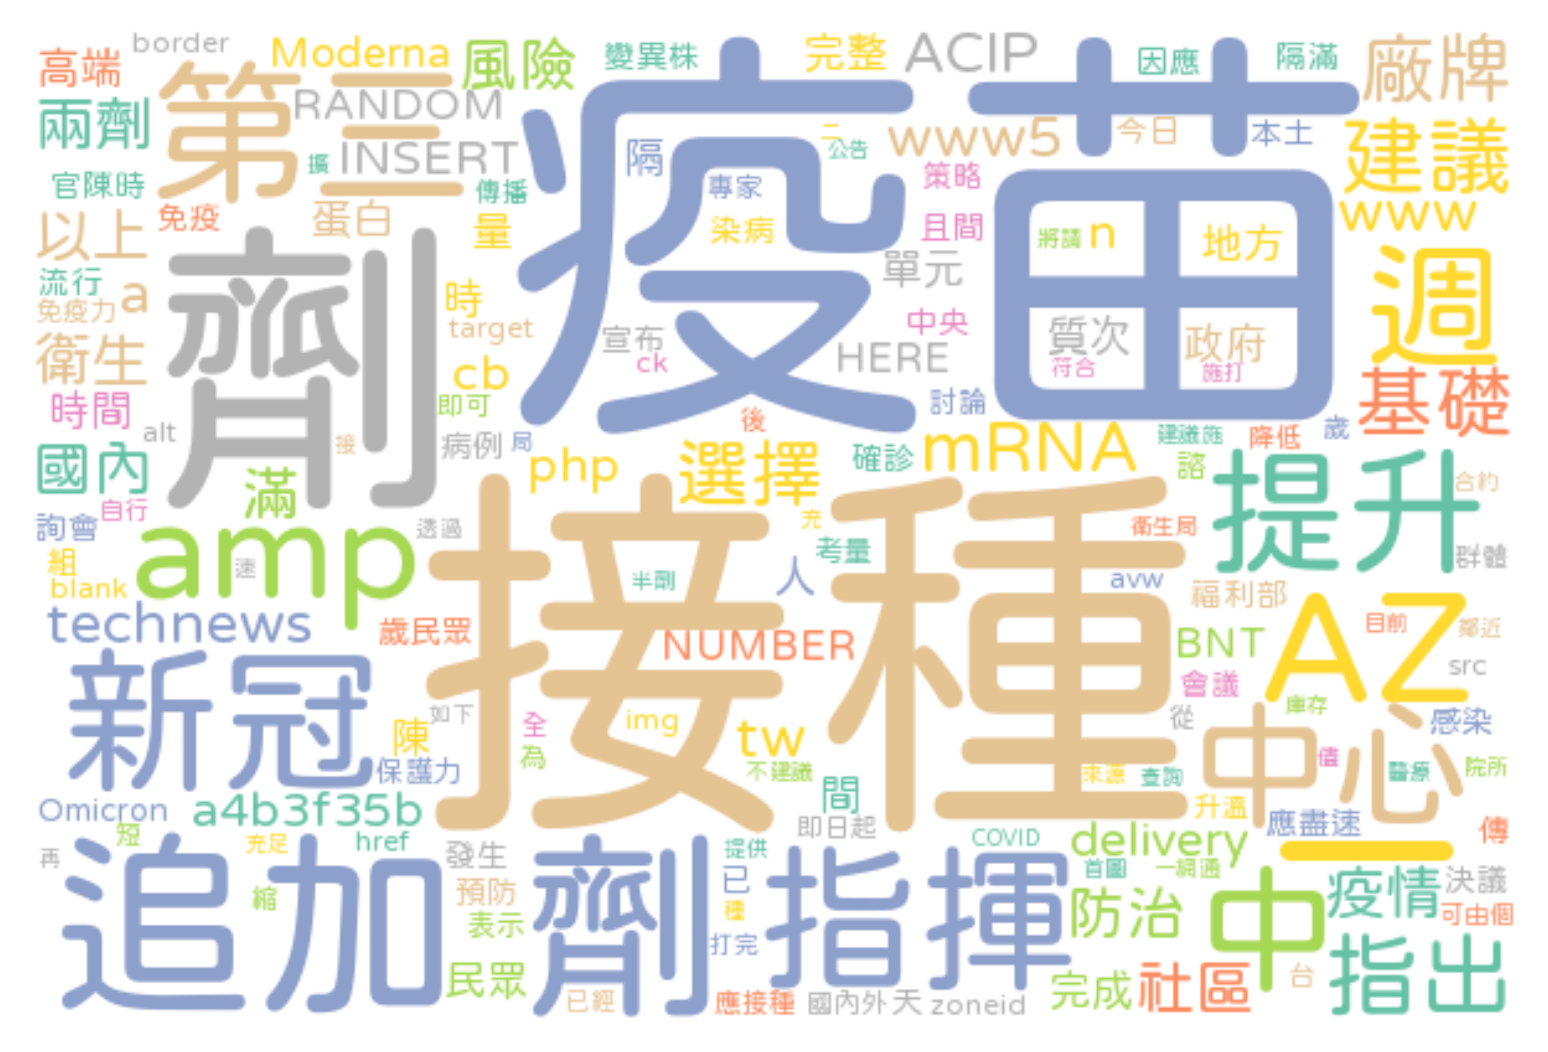 高端
border
Moderna
風險
變異株
完整
ACIP
因應
隔滿
廠牌
兩劑
第三
RANDOM
INSERT
擴
傳播
隔
疫苗
二
公告
www5
今日
本土
建議
官陳時
免疫
蛋白
量
專家
染病
策略
且間
將請
n
地方
www
以上
流行
免疫力
a
劑
時
target
cb
宣布
ck
單元
中央
HERE
質次
政府
符合
施打
週
衛生
時間
alt
接
即可
病例
局
後
討論
建議施
降低
歲
基礎
國內
滿
自行
php
選擇
確診
mRNA
諮
提升
合約
詢會
組
blank
amp
速
透過
接種
充
考量
半劑
人
衛生局
avw
群體
福利部
technews
歲民眾
NUMBER
BNT
AZ
目前
鄰近
src
新冠
陳
如下
保護力
全
為
img
tw
不建議
會議
從
庫存
中心
感染
值
醫療
院所
來源
查詢
Omicron
a4b3f35b
間
即日起
升溫
應盡速
一
傳
再
短
充足
href
發生
提供
COVID
delivery
首圖
一網通
追加
縮
預防
表示
劑
已
種
打完
指揮
防治
中
疫情
決議
可由個
民眾
已經
應接種
國內外
天
zoneid
完成
社區
台
指出